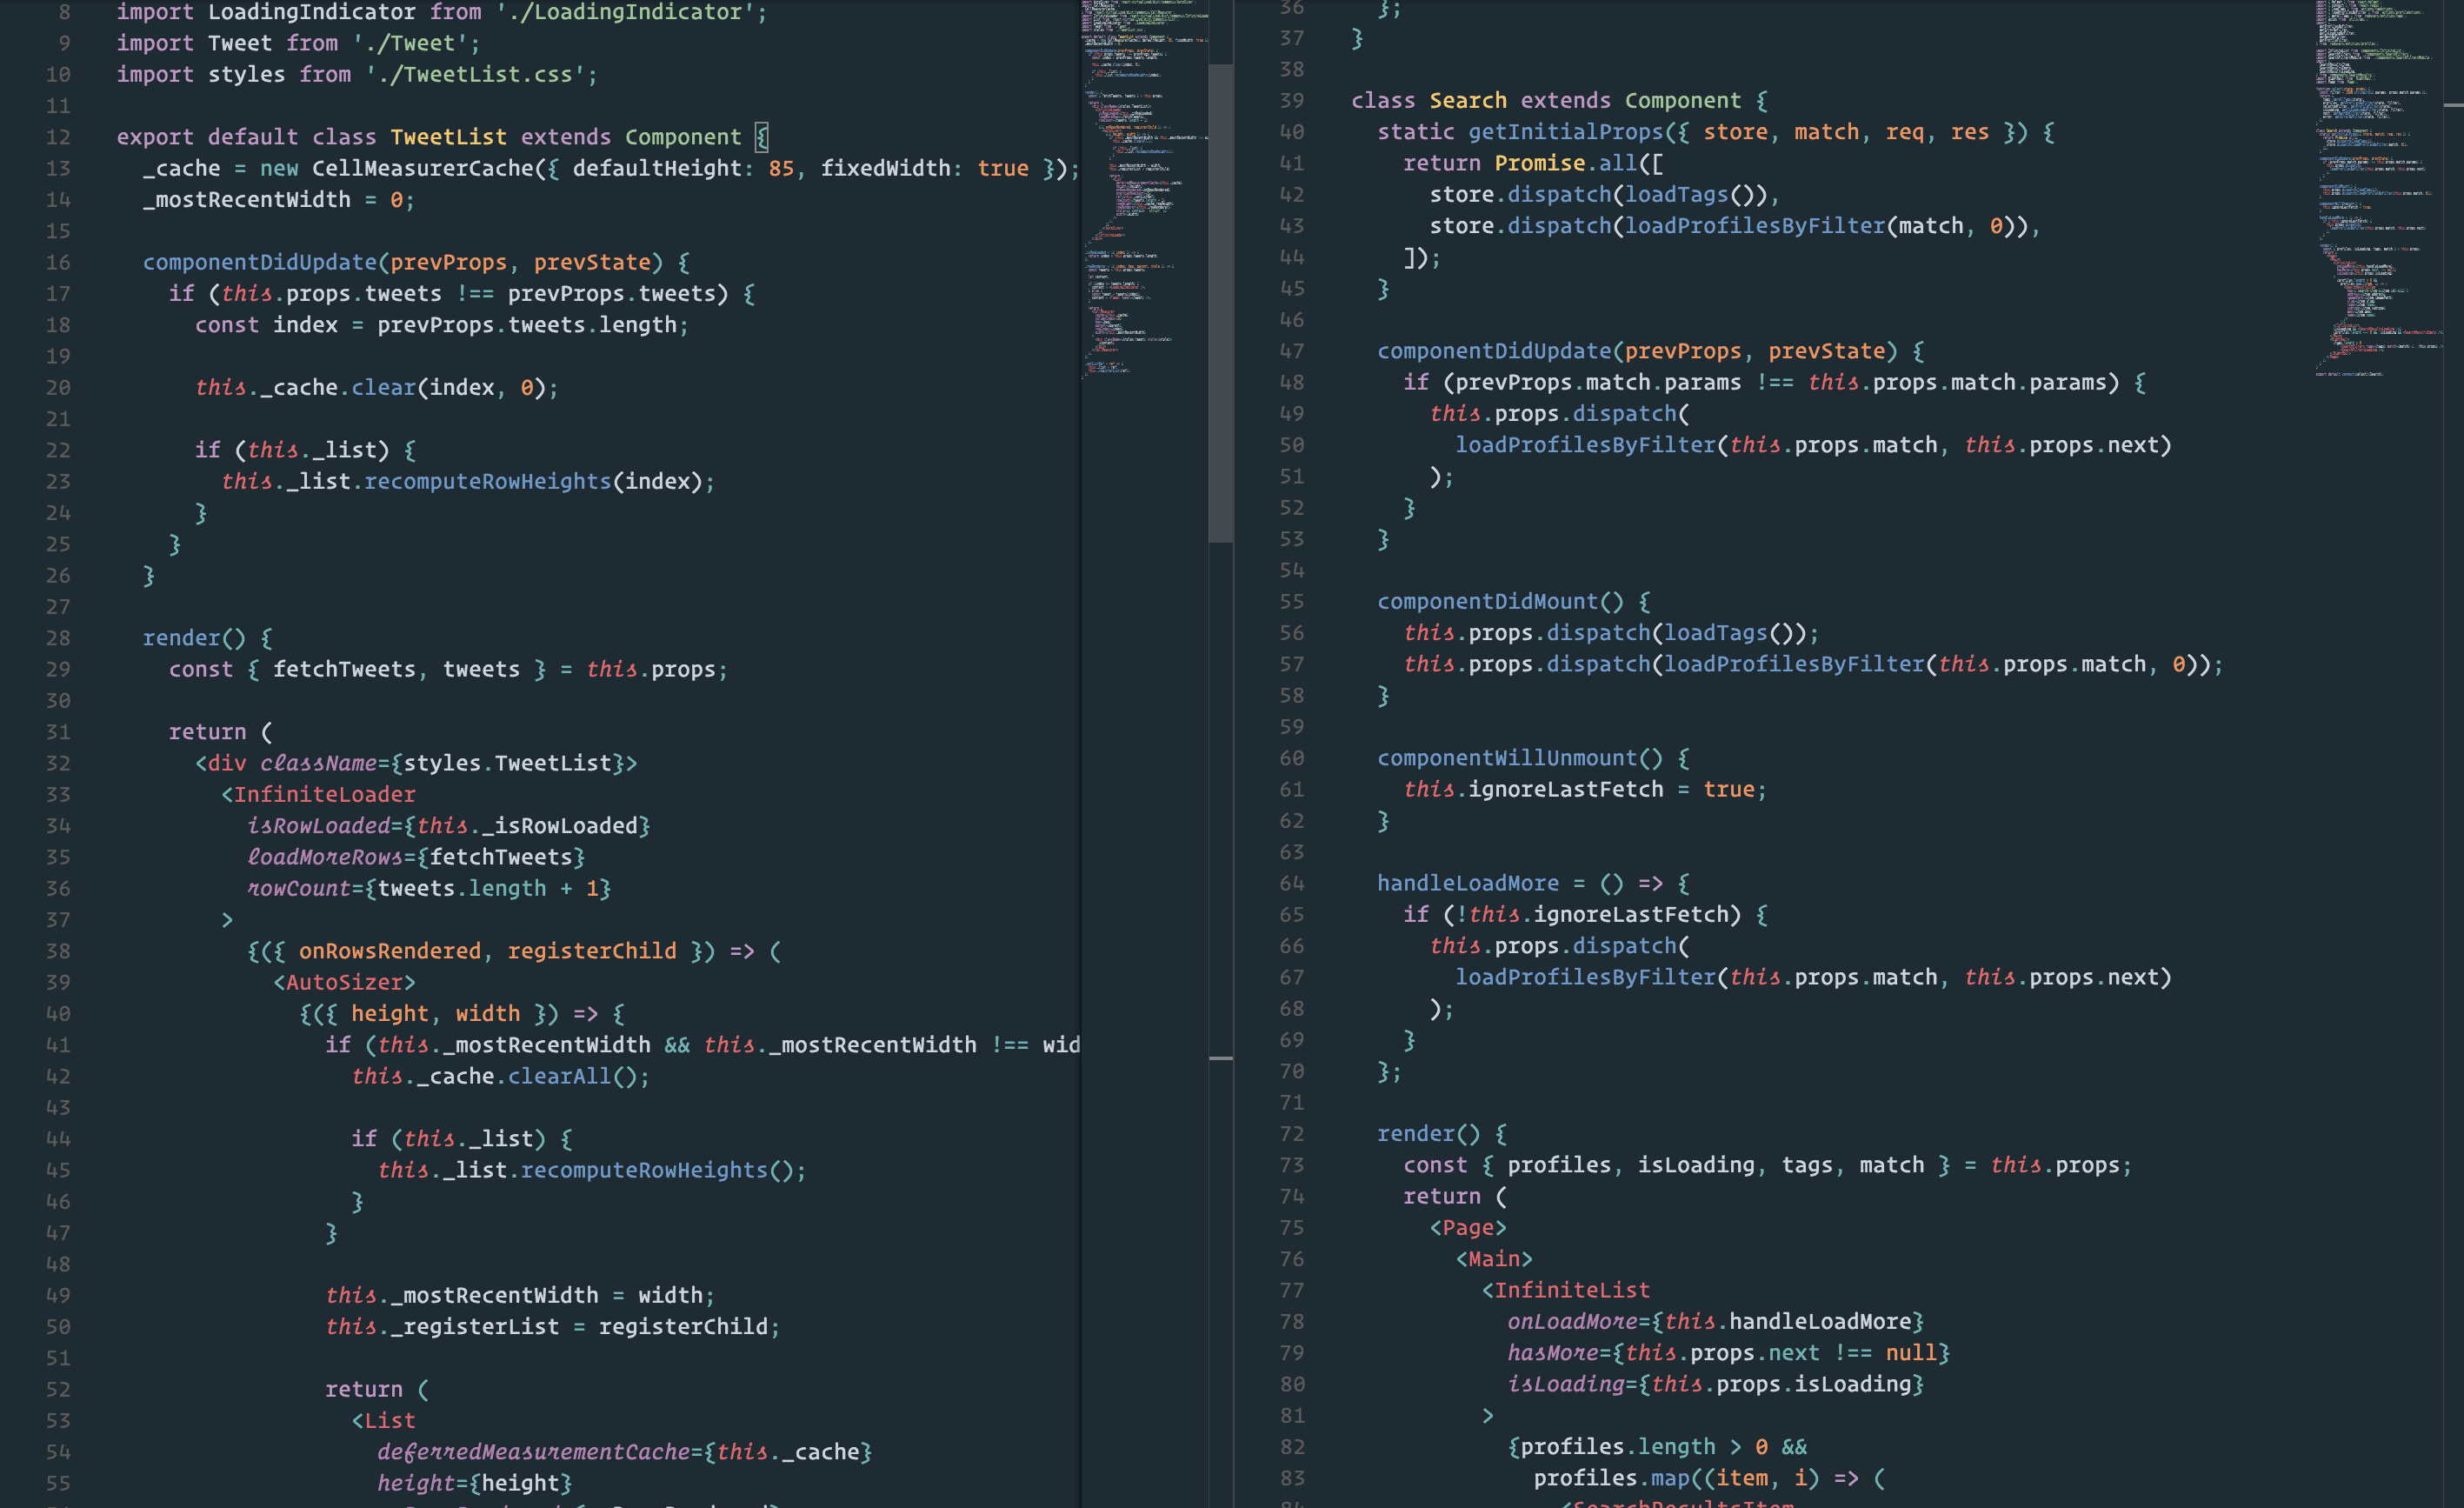 8 import LoadingIndicator from './LoadingIndicator';
9 import Tweet from './Tweet';
10 import styles from './TweetList.css';
11
12 export default class TweetList extends Component {
13 _cache = new CellMeasurerCache({ defaultHeight: 85, fixedWidth: true });
14 _mostRecentWidth = 0;
15
16 componentDidUpdate(prevProps, prevState) {
17 if (this.props.tweets !== prevProps.tweets) {
18 const index = prevProps.tweets.length;
19
20 this._cache.clear(index, 0);
21
22 if (this._list) {
23 this._list.recomputeRowHeights(index);
24 }
25 }
26 }
27
28 render() {
29 const { fetchTweets, tweets } = this.props;
30
31 return (
32 <div className={styles.TweetList}>
33 <InfiniteLoader
34 isRowLoaded={this._isRowLoaded}
35 loadMoreRows={fetchTweets}
36 rowCount={tweets.length + 1}
37 >
38 {({ onRowsRendered, registerChild }) => (
39 <AutoSizer>
40 {({ height, width }) => {
41 if (this._mostRecentWidth && this._mostRecentWidth !== wid
42 this._cache.clearAll();
43
44 if (this._list) {
45 this._list.recomputeRowHeights();
46 }
47 }
48
49 this._mostRecentWidth = width;
50 this._registerList = registerChild;
51
52 return (
53 <List
54 deferredMeasurementCache={this._cache}
55 height={height}
36 };
37 }
38
39 class Search extends Component {
40 static getInitialProps({ store, match, req, res }) {
41 return Promise.all([
42 store.dispatch(loadTags()),
43 store.dispatch(loadProfilesByFilter(match, 0)),
44 ]);
45 }
46
47 componentDidUpdate(prevProps, prevState) {
48 if (prevProps.match.params !== this.props.match.params) {
49 this.props.dispatch(
50 loadProfilesByFilter(this.props.match, this.props.next)
51 );
52 }
53 }
54
55 componentDidMount() {
56 this.props.dispatch(loadTags());
57 this.props.dispatch(loadProfilesByFilter(this.props.match, 0));
58 }
59
60 componentWillUnmount() {
61 this.ignoreLastFetch = true;
62 }
63
64 handleLoadMore = () => {
65 if (!this.ignoreLastFetch) {
66 this.props.dispatch(
67 loadProfilesByFilter(this.props.match, this.props.next)
68 );
69 }
70 };
71
72 render() {
73 const { profiles, isLoading, tags, match } = this.props;
74 return (
75 <Page>
76 <Main>
77 <InfiniteList
78 onLoadMore={this.handleLoadMore}
79 hasMore={this.props.next !== null}
80 isLoading={this.props.isLoading}
81 >
82 {profiles.length > 0 &&
83 profiles.map((item, i) => (